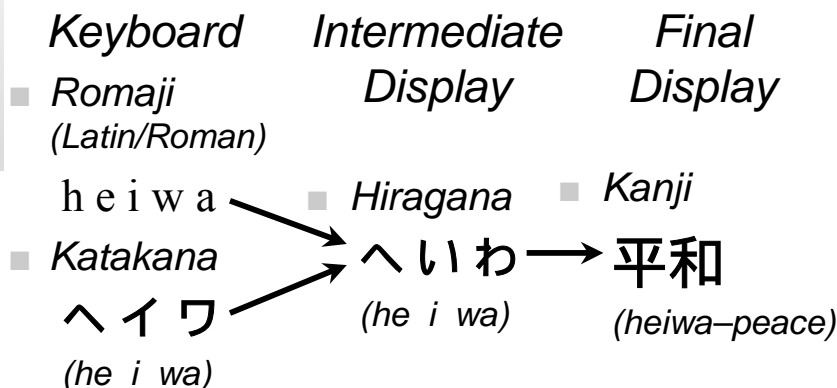 Keyboard
Romaji
(Latin/Roman)
h e i w a
Katakana
ヘ イ ワ
(he i wa)
Intermediate
Display
Hiragana
へ い わ
(he i wa)
Final
Display
Kanji
平和
(heiwa–peace)